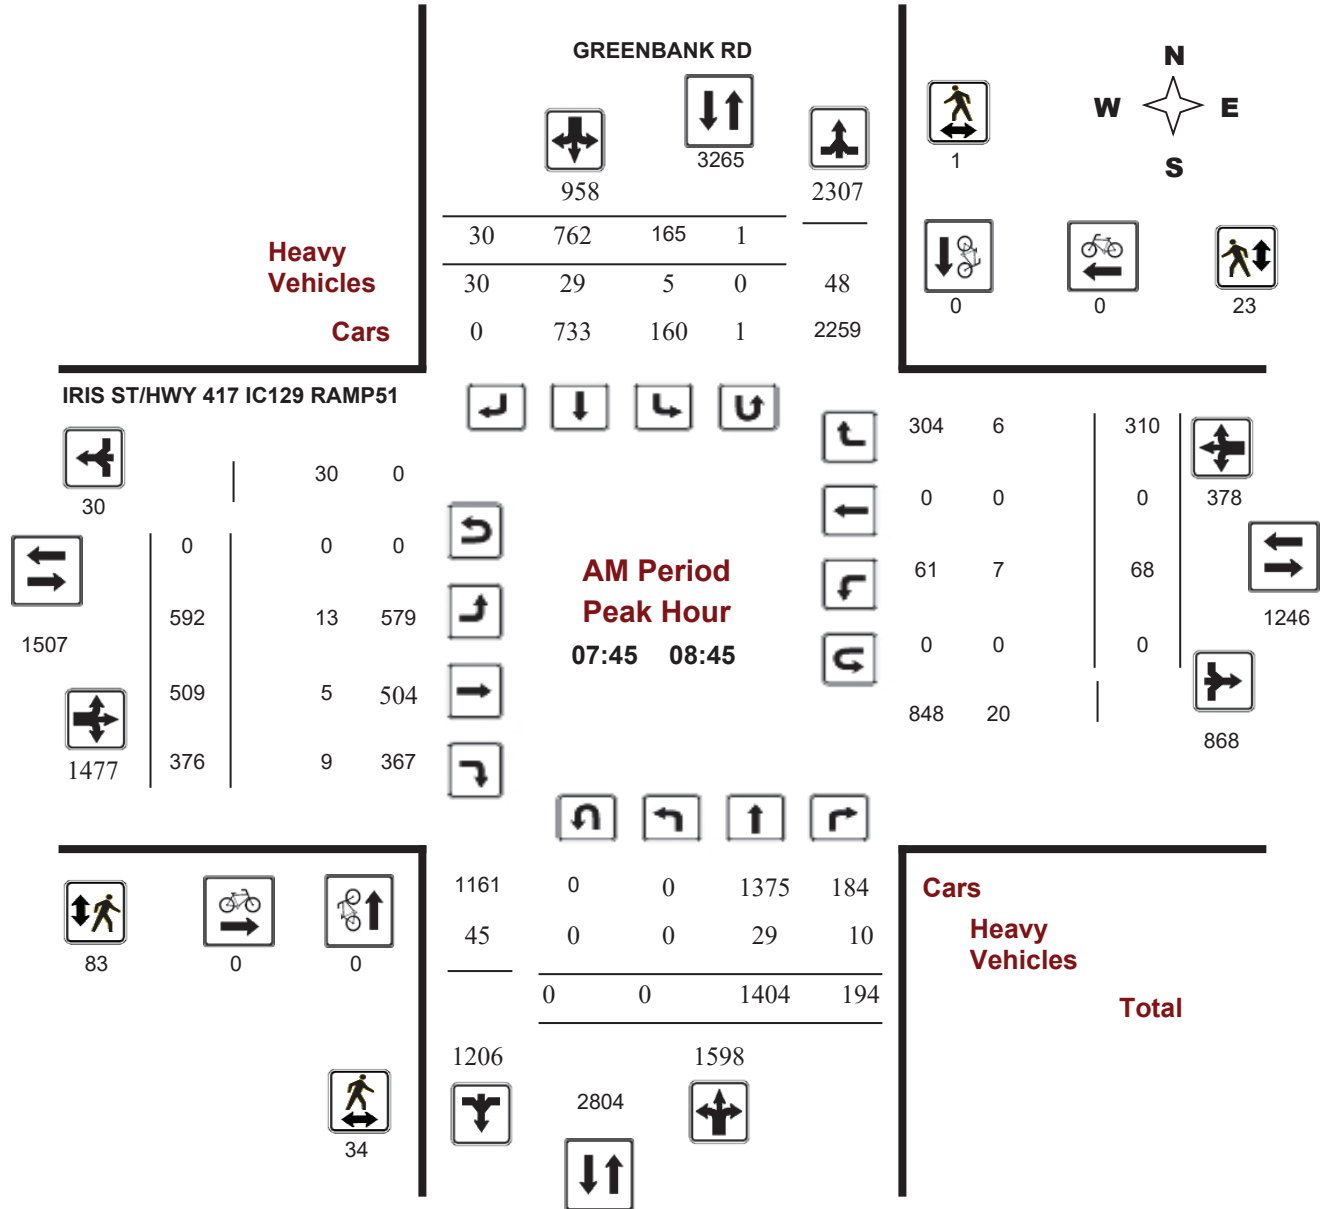 GREENBANK RD
N
W E
S
3265
1
958
2307
30 762 165 1
Heavy
Vehicles
30 29 5 0 48
0 0 23
Cars
0 733 160 1 2259
IRIS ST/HWY 417 IC129 RAMP51
304 6 310
30 0
30
0 0 0
378
0 0 0
AM Period
61 7 68
Peak Hour
592 13 579
1246
1507
07:45 08:45
0 0 0
509 5 504
848 20
868
1477
376 9 367
1161 0 0 1375 184
Cars
45 0 0 29 10
Heavy
Vehicles
83 0 0
0 0 1404 194
Total
1206 1598
2804
34